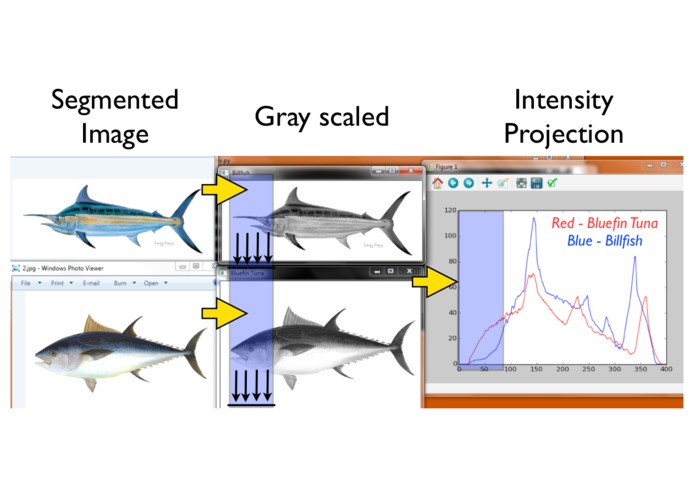 Segmented
Image
Gray scaled
Intensity
Projection
Billfish
Figure 1
2.jpg - Windows Photo Viewer
File
Print
E-mail
Burn
Open
Bluefin Tuna
Red - Bluefin Tuna
Blue - Billfish
120
100
80
60
40
20
0
0 50 100 150 200 250 300 350 400